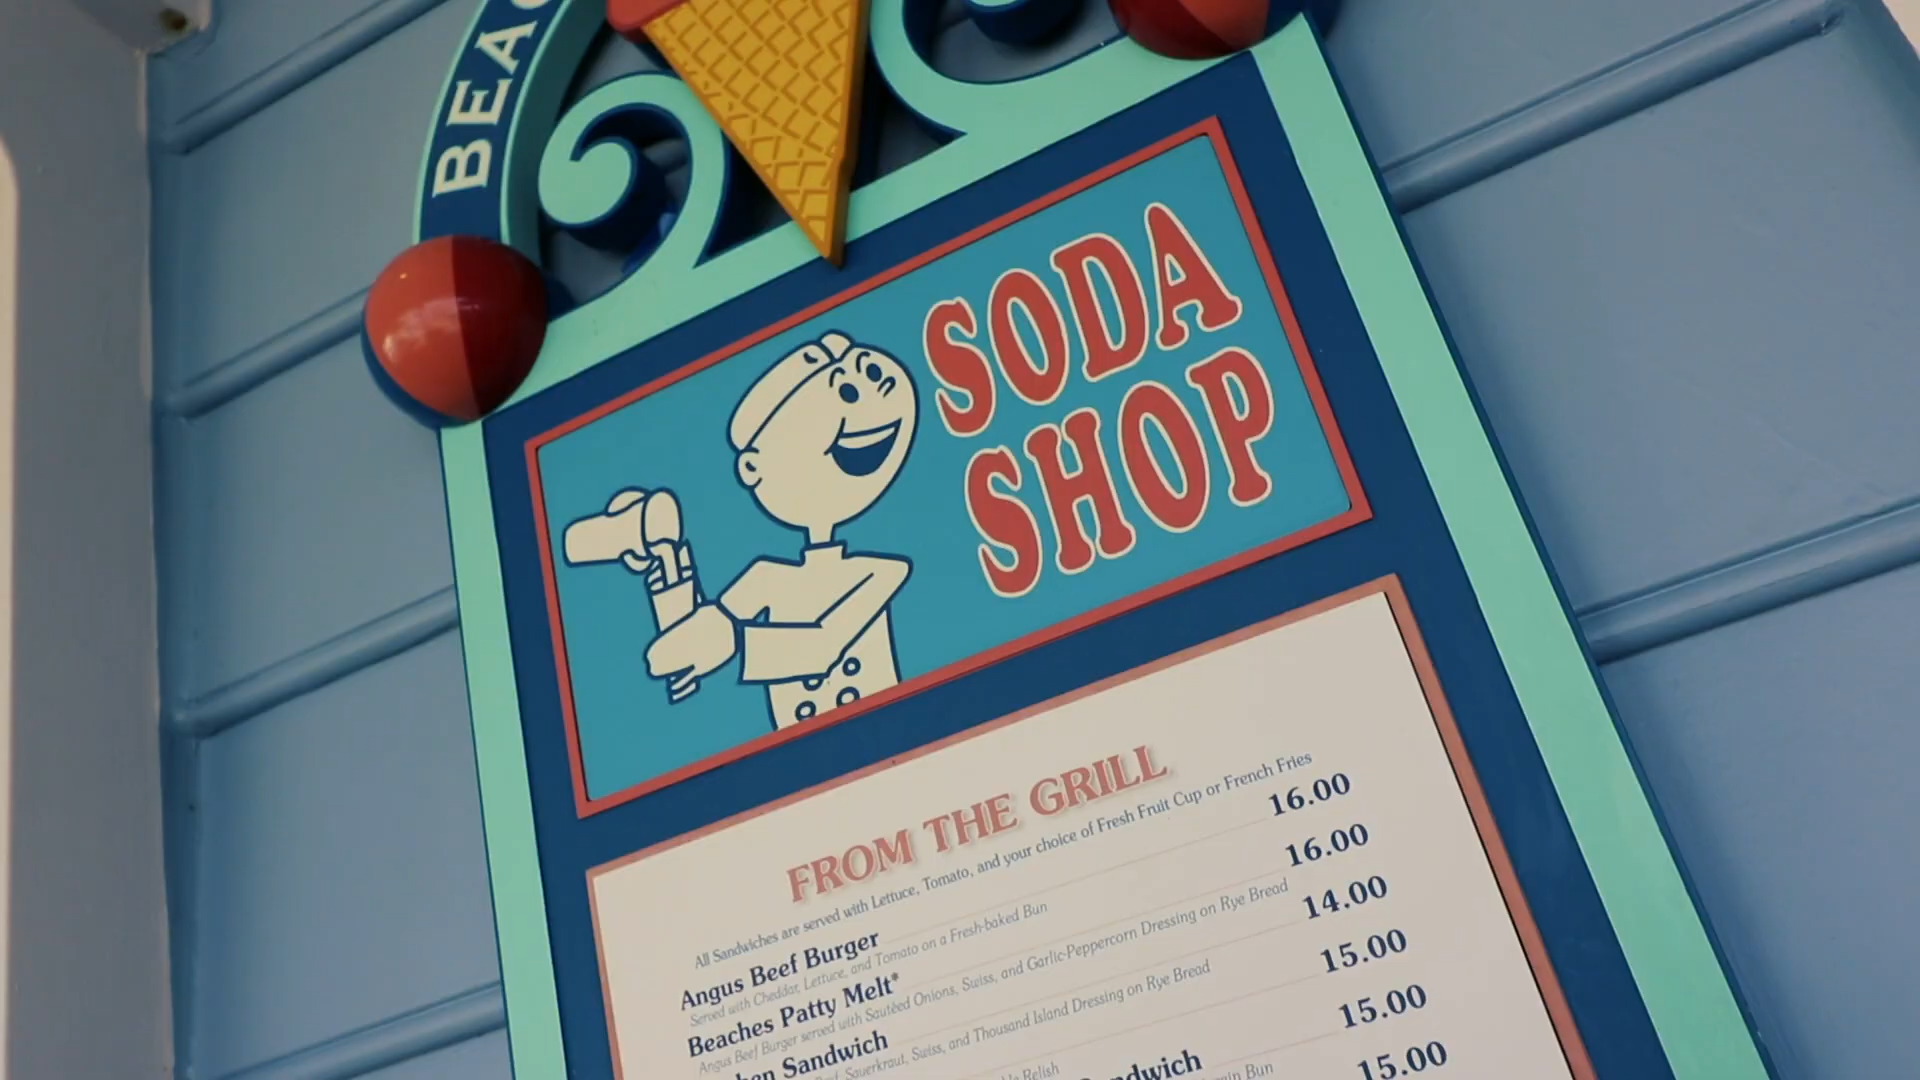 BEAC
SODA
SHOP
FROM THE GRILL
All Sandwiches are served with Lettuce, Tomato, and your choice of Fresh Fruit Cup or French Fries
Angus Beef Burger 16.00
Served with Cheddar, Lettuce, and Tomato on a Fresh-baked Bun
Beaches Patty Melt* 16.00
Angus Beef Burger served with Sautéed Onions, Swiss, and Garlic-Peppercorn Dressing on Rye Bread
Sandwich 14.00
Sauerkraut, Swiss, and Thousand Island Dressing on Rye Bread
15.00
Relish
15.00
Bun
15.00